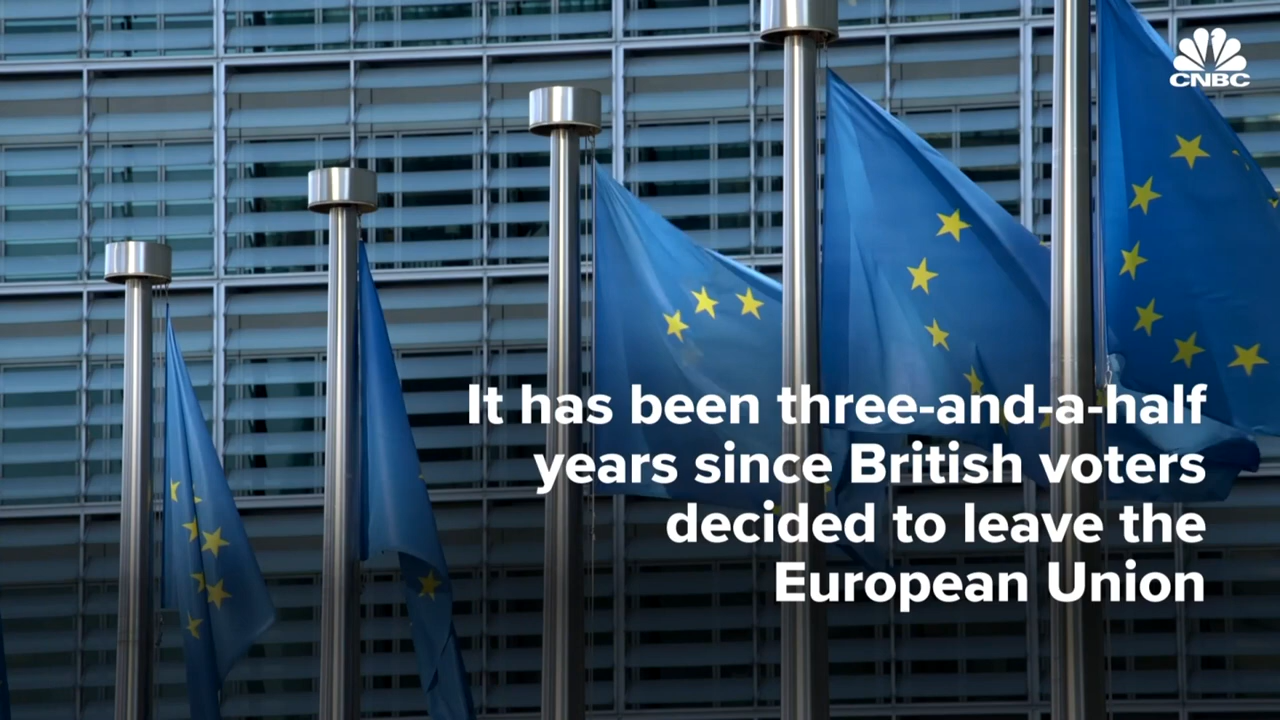 CNBC
It has been three-and-a-half
years since British voters
decided to leave the
European Union